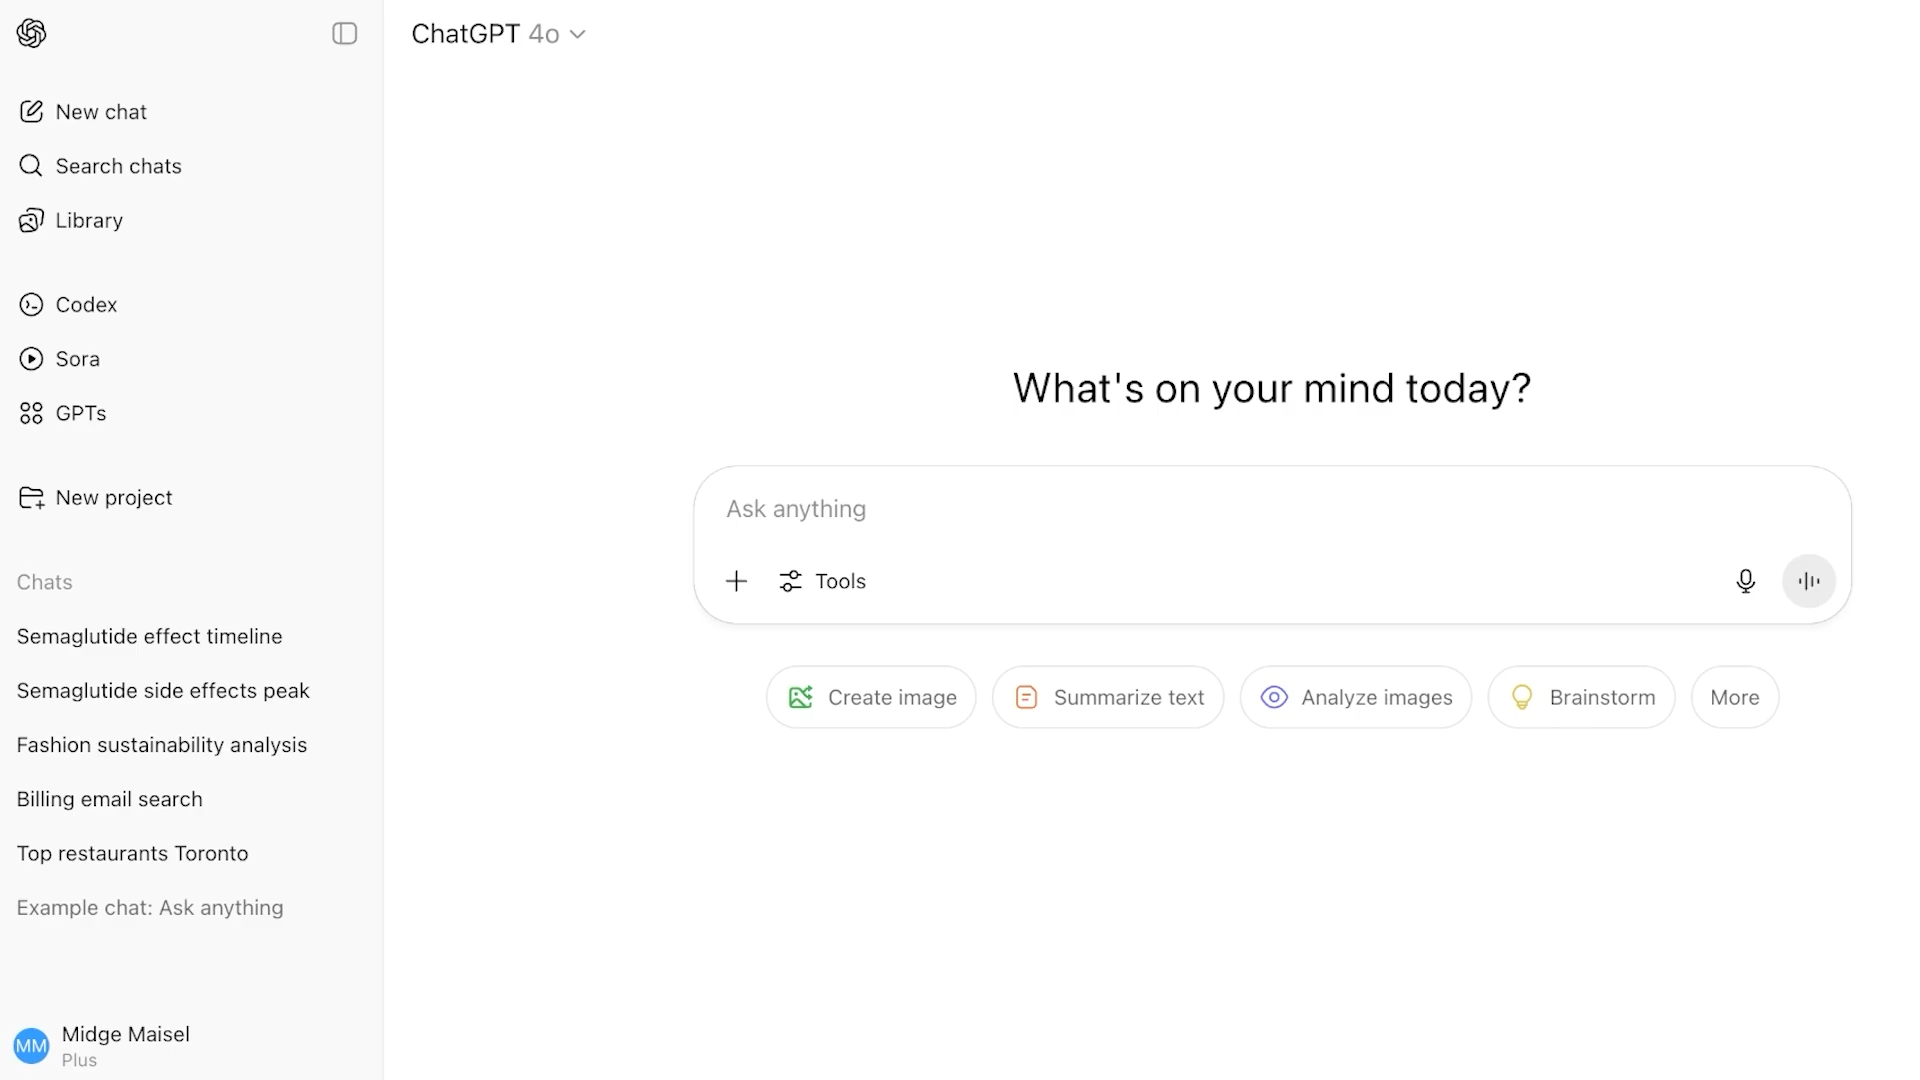 ChatGPT 4o
New chat
Search chats
Library
Codex
Sora
GPTs
New project
Chats
Semaglutide effect timeline
Semaglutide side effects peak
Fashion sustainability analysis
Billing email search
Top restaurants Toronto
Example chat: Ask anything
MM
Midge Maisel
Plus
What's on your mind today?
Ask anything
Tools
Create image
Summarize text
Analyze images
Brainstorm
More